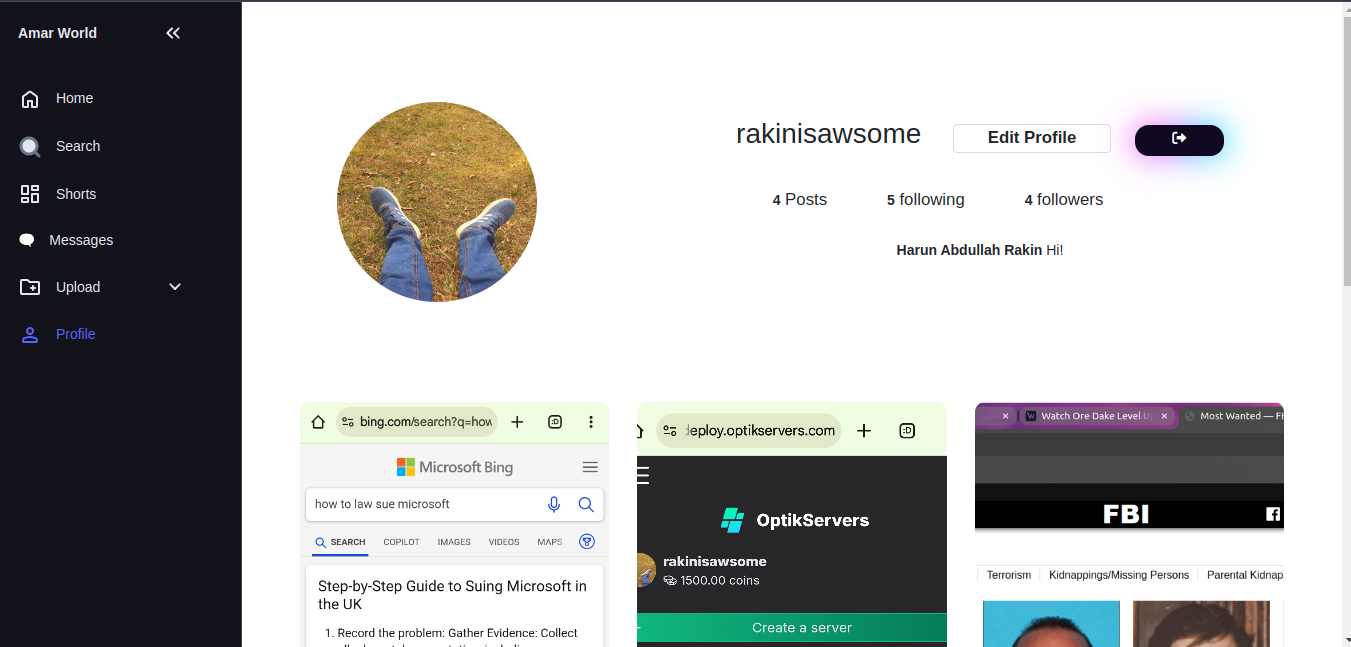 Amar World
Home
Search
Shorts
Messages
Upload
Profile
rakinisawsome
Edit Profile
4 Posts
5 following
4 followers
Harun Abdullah Rakin Hi!
bing.com/search?q=how
:D
Microsoft Bing
how to law sue microsoft
SEARCH COPILOT IMAGES VIDEOS MAPS
Step-by-Step Guide to Suing Microsoft in
the UK
1. Record the problem: Gather Evidence: Collect
deploy.optikservers.com
:D
OptikServers
rakinisawsome
1500.00 coins
Create a server
Watch Ore Dake Level U
Most Wanted — F
FBI
Terrorism
Kidnappings/Missing Persons
Parental Kidnap